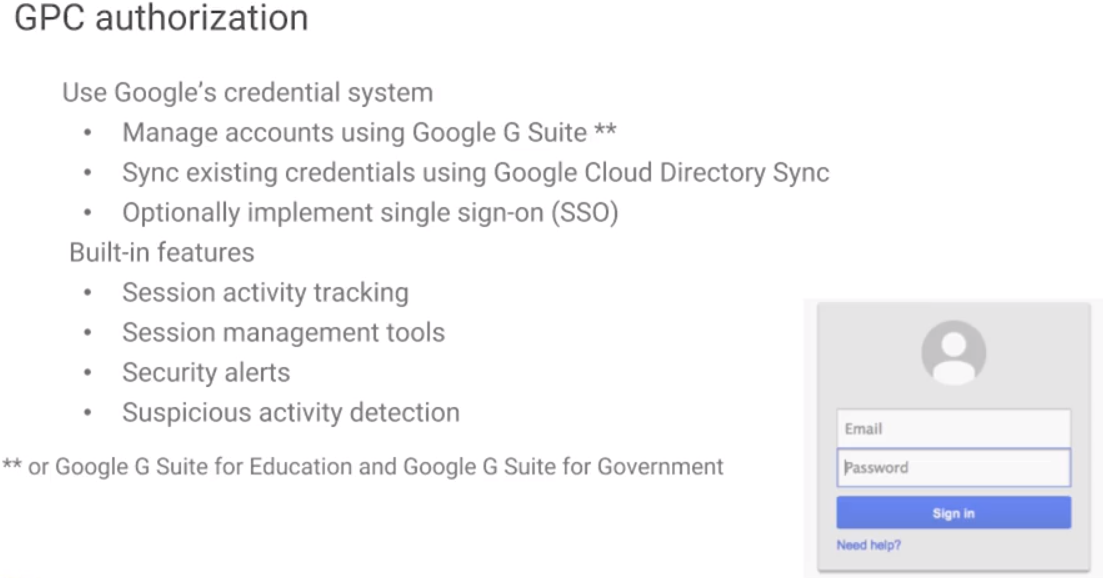 GPC authorization
Use Google's credential system
• Manage accounts using Google G Suite **
• Sync existing credentials using Google Cloud Directory Sync
• Optionally implement single sign-on (SSO)
Built-in features
• Session activity tracking
• Session management tools
• Security alerts
• Suspicious activity detection
** or Google G Suite for Education and Google G Suite for Government
Email
Password
Sign in
Need help?